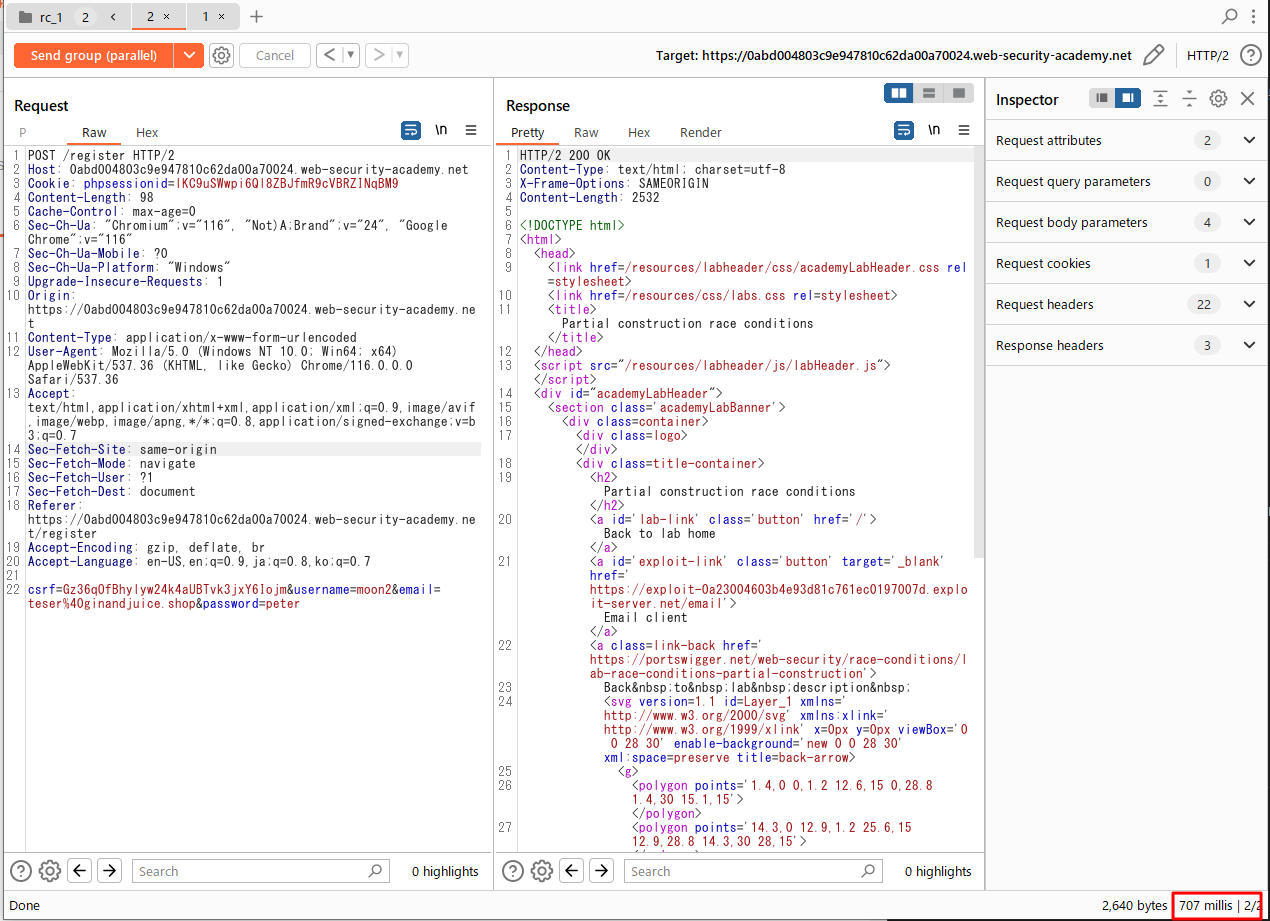 rc_1 2 < 2 × 1 × +
Send group (parallel) Cancel < > Target: https://0abd004803c9e947810c62da00a70024.web-security-academy.net HTTP/2 ?
Request
P Raw Hex \n
1 POST /register HTTP/2
2 Host: 0abd004803c9e947810c62da00a70024.web-security-academy.net
3 Cookie: phpsessionid=lKC9uSWwpi6Ql8ZBJfmR9cVBRZINqBM9
4 Content-Length: 98
5 Cache-Control: max-age=0
6 Sec-Ch-Ua: "Chromium";v="116", "Not)A;Brand";v="24", "Google
Chrome";v="116"
7 Sec-Ch-Ua-Mobile: ?0
8 Sec-Ch-Ua-Platform: "Windows"
9 Upgrade-Insecure-Requests: 1
10 Origin:
https://0abd004803c9e947810c62da00a70024.web-security-academy.ne
t
11 Content-Type: application/x-www-form-urlencoded
12 User-Agent: Mozilla/5.0 (Windows NT 10.0; Win64; x64)
AppleWebKit/537.36 (KHTML, like Gecko) Chrome/116.0.0.0
Safari/537.36
13 Accept:
text/html,application/xhtml+xml,application/xml;q=0.9,image/avif
,image/webp,image/apng,*/*;q=0.8,application/signed-exchange;v=b
3;q=0.7
14 Sec-Fetch-Site: same-origin
15 Sec-Fetch-Mode: navigate
16 Sec-Fetch-User: ?1
17 Sec-Fetch-Dest: document
18 Referer:
https://0abd004803c9e947810c62da00a70024.web-security-academy.ne
t/register
19 Accept-Encoding: gzip, deflate, br
20 Accept-Language: en-US,en;q=0.9,ja;q=0.8,ko;q=0.7
21
22 csrf=Gz36qOfBhylyw24k4aUBTvk3jxY6Iojm&username=moon2&email=
teser%40ginandjuice.shop&password=peter
? Search 0 highlights
Response
Pretty Raw Hex Render \n
1 HTTP/2 200 OK
2 Content-Type: text/html; charset=utf-8
3 X-Frame-Options: SAMEORIGIN
4 Content-Length: 2532
5
6 <!DOCTYPE html>
7 <html>
8 <head>
9 <link href=/resources/labheader/css/academyLabHeader.css rel
=stylesheet>
10 <link href=/resources/css/labs.css rel=stylesheet>
11 <title>
Partial construction race conditions
</title>
12 </head>
13 <script src="/resources/labheader/js/labHeader.js">
</script>
14 <div id="academyLabHeader">
15 <section class='academyLabBanner'>
16 <div class=container>
17 <div class=logo>
</div>
18 <div class=title-container>
19 <h2>
Partial construction race conditions
</h2>
20 <a id='lab-link' class='button' href='/'>
Back to lab home
</a>
21 <a id='exploit-link' class='button' target='_blank'
href='
https://exploit-0a23004603b4e93d81c761ec0197007d.explo
it-server.net/email'>
Email client
</a>
22 <a class=link-back href='
https://portswigger.net/web-security/race-conditions/l
ab-race-conditions-partial-construction'>
23 Back&nbsp;to&nbsp;lab&nbsp;description&nbsp;
24 <svg version=1.1 id=Layer_1 xmlns='
http://www.w3.org/2000/svg' xmlns:xlink='
http://www.w3.org/1999/xlink' x=0px y=0px viewBox='0
0 28 30' enable-background='new 0 0 28 30'
xml:space=preserve title=back-arrow>
25 <g>
26 <polygon points='1.4,0 0,1.2 12.6,15 0,28.8
1.4,30 15.1,15'>
</polygon>
27 <polygon points='14.3,0 12.9,1.2 25.6,15
12.9,28.8 14.3,30 28,15'>
? Search 0 highlights
Inspector
Request attributes 2
Request query parameters 0
Request body parameters 4
Request cookies 1
Request headers 22
Response headers 3
Done 2,640 bytes 707 millis | 2/2